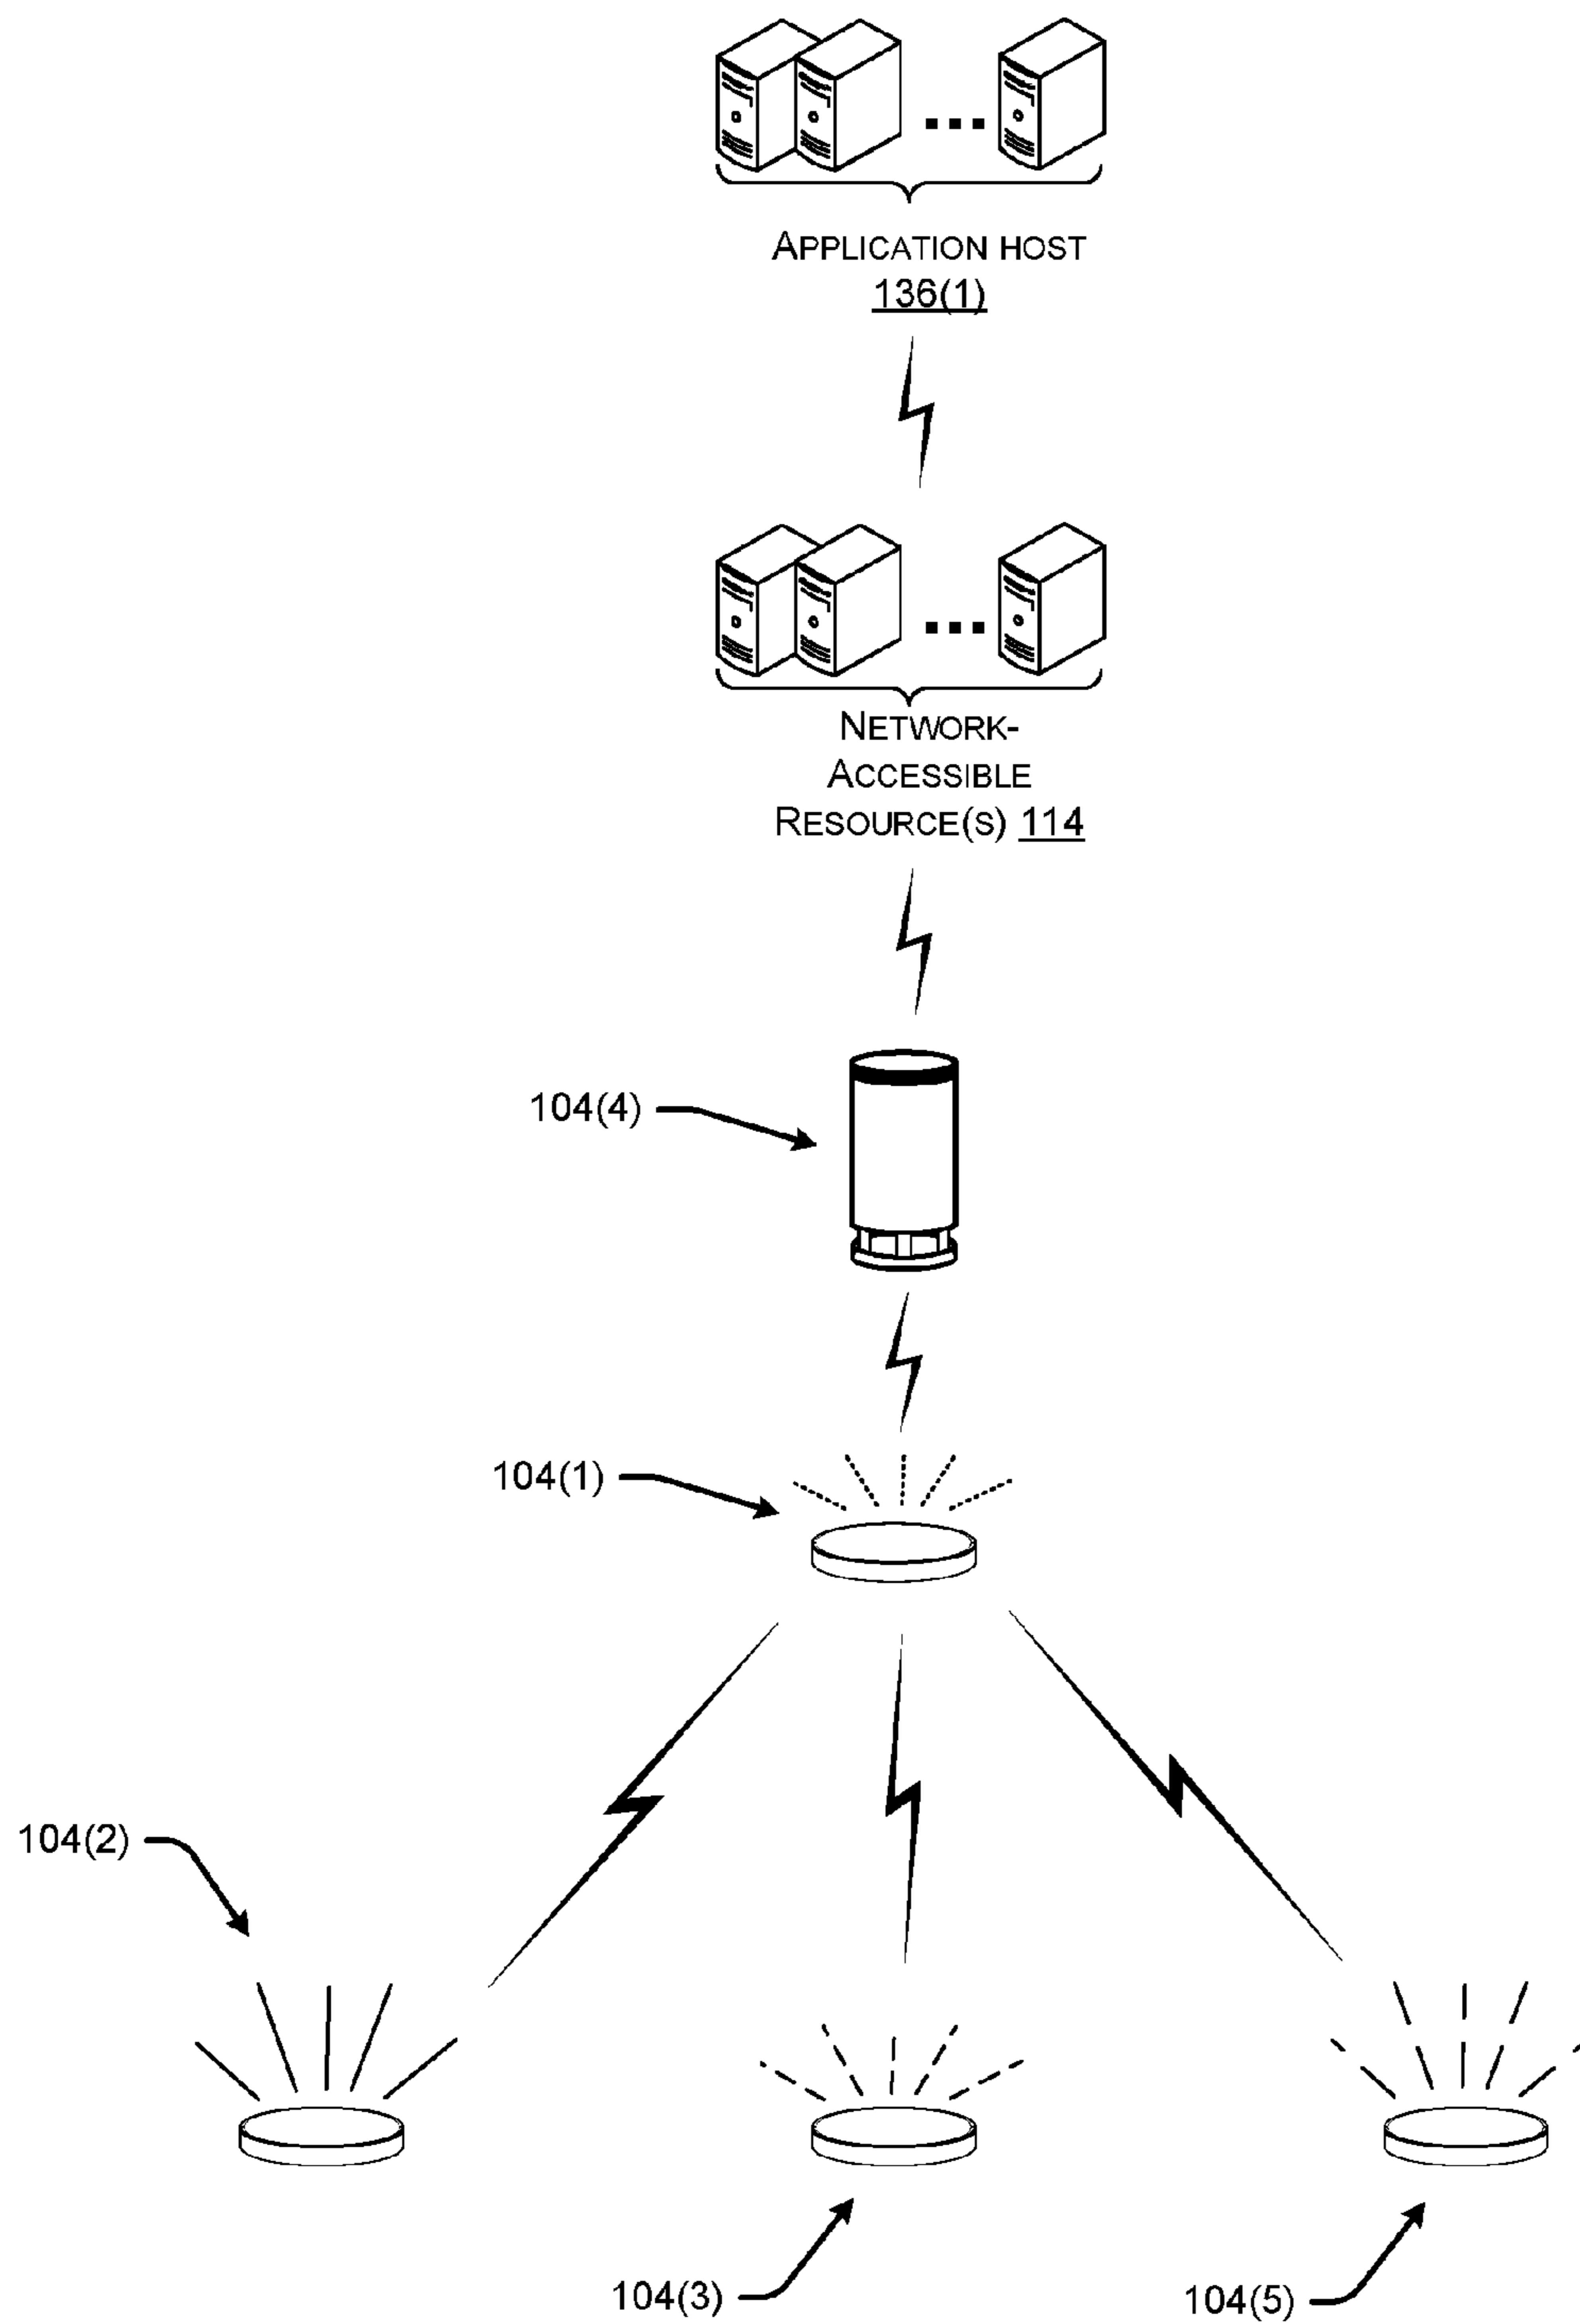 APPLICATION HOST
136(1)
NETWORK-
ACCESSIBLE
RESOURCE(S) 114
104(4)
104(1)
104(2)
104(3)
104(5)